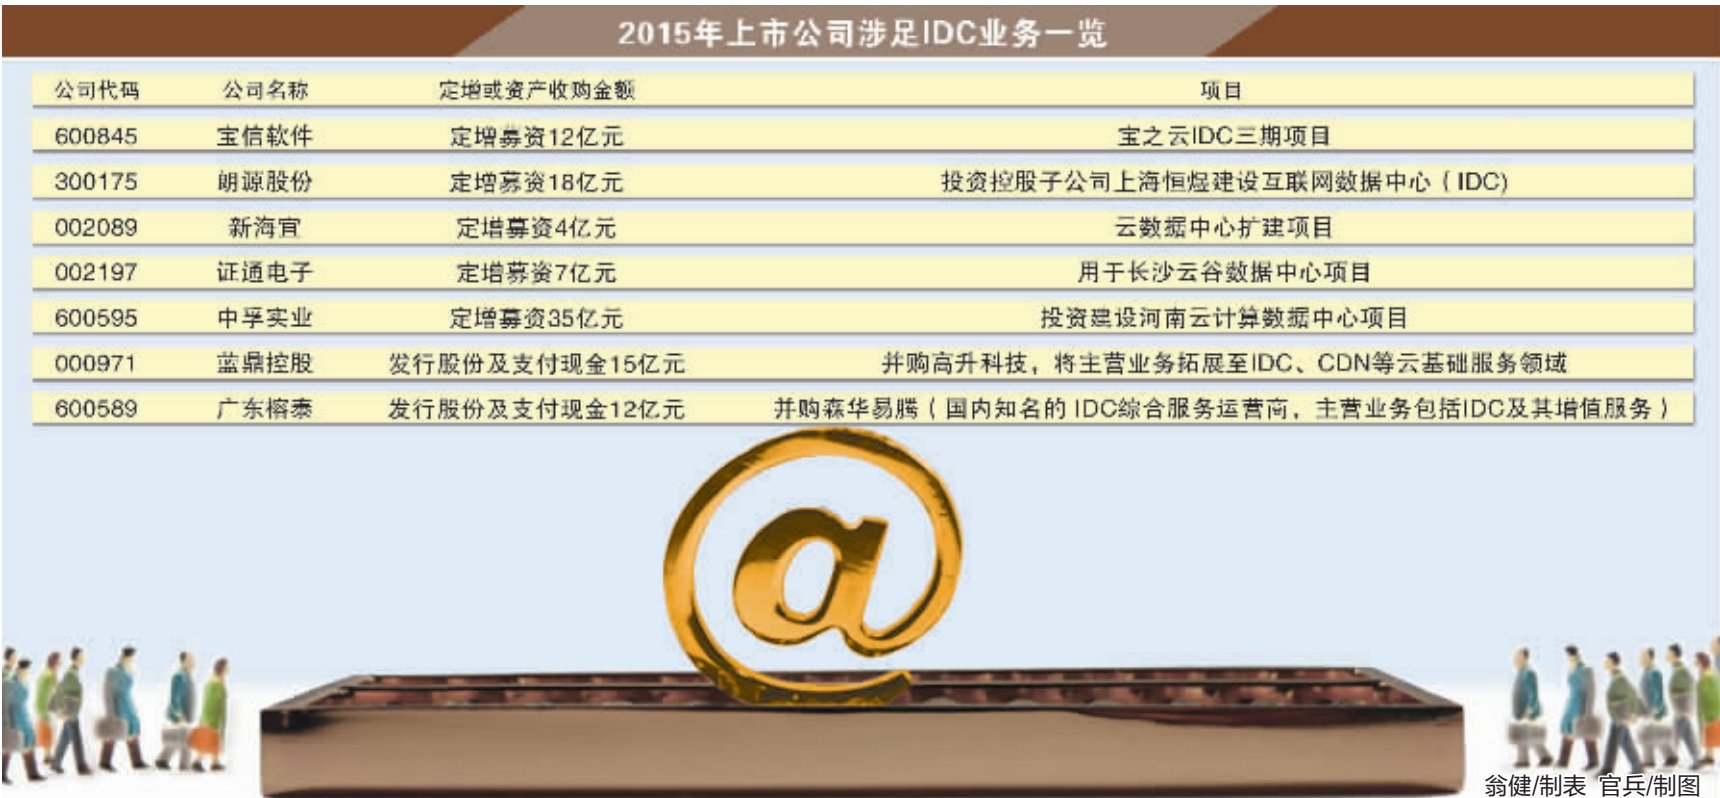 2015年上市公司涉足IDC业务一览
公司代码 公司名称 定增或资产收购金额 项目
600845 宝信软件 定增募资12亿元 宝之云IDC三期项目
300175 朗源股份 定增募资18亿元 投资控股子公司上海恒煜建设互联网数据中心（IDC)
002089 新海宜 定增募资4亿元 云数据中心扩建项目
002197 证通电子 定增募资7亿元 用于长沙云谷数据中心项目
600595 中孚实业 定增募资35亿元 投资建设河南云计算数据中心项目
000971 蓝鼎控股 发行股份及支付现金15亿元 并购高升科技，将主营业务拓展至IDC、CDN等云基础服务领域
600589 广东榕泰 发行股份及支付现金12亿元 并购森华易腾（国内知名的 IDC综合服务运营商，主营业务包括IDC及其增值服务）
@
翁健/制表 官兵/制图